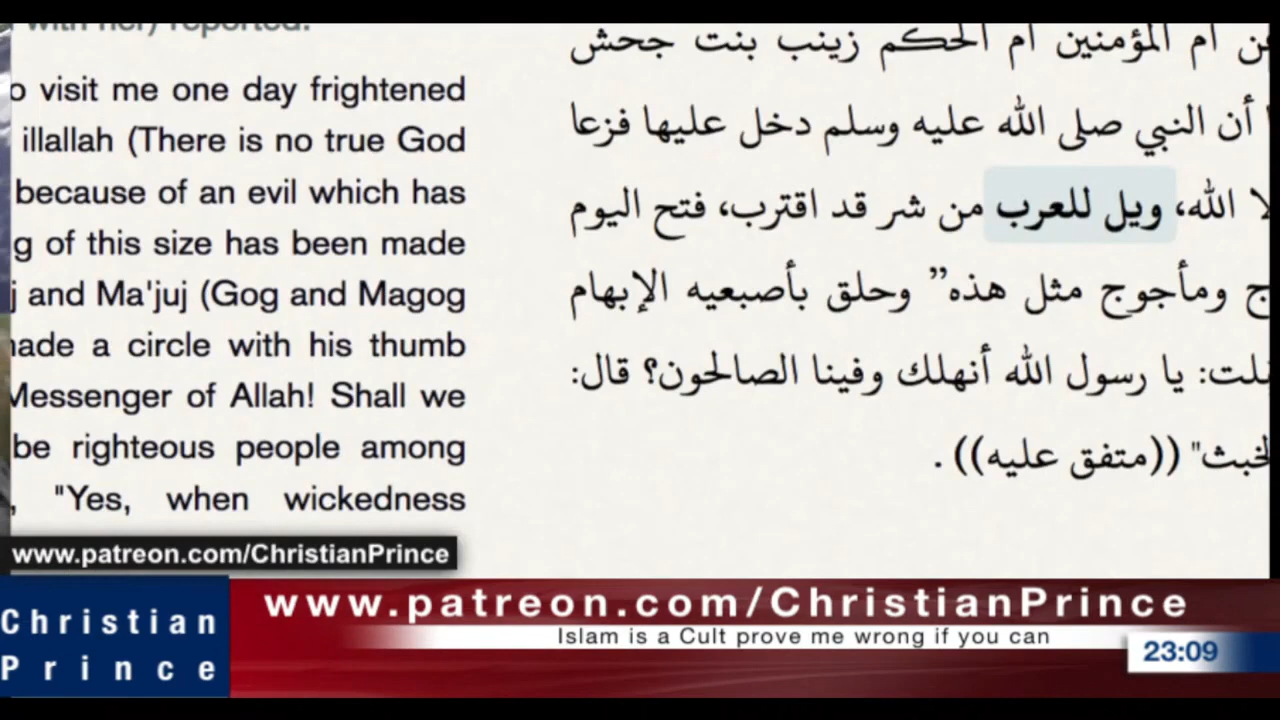 with her) reported:
o visit me one day frightened
illallah (There is no true God
because of an evil which has
g of this size has been made
j and Ma'juj (Gog and Magog
ade a circle with his thumb
Messenger of Allah! Shall we
be righteous people among
, "Yes, when wickedness
عن أم المؤمنين أم الحكم زينب بنت جحش
أن النبي صلى الله عليه وسلم دخل عليها فزعا
لا الله، ويل للعرب من شر قد اقترب، فتح اليوم
ج ومأجوج مثل هذه” وحلق بأصبعيه الإبهام
يا رسول الله أنهلك وفينا الصالحون؟ قال:
الخبث" ((متفق عليه)) .
www.patreon.com/ChristianPrince
Christian
Prince
www.patreon.com/ChristianPrince
Islam is a Cult prove me wrong if you can
23:09